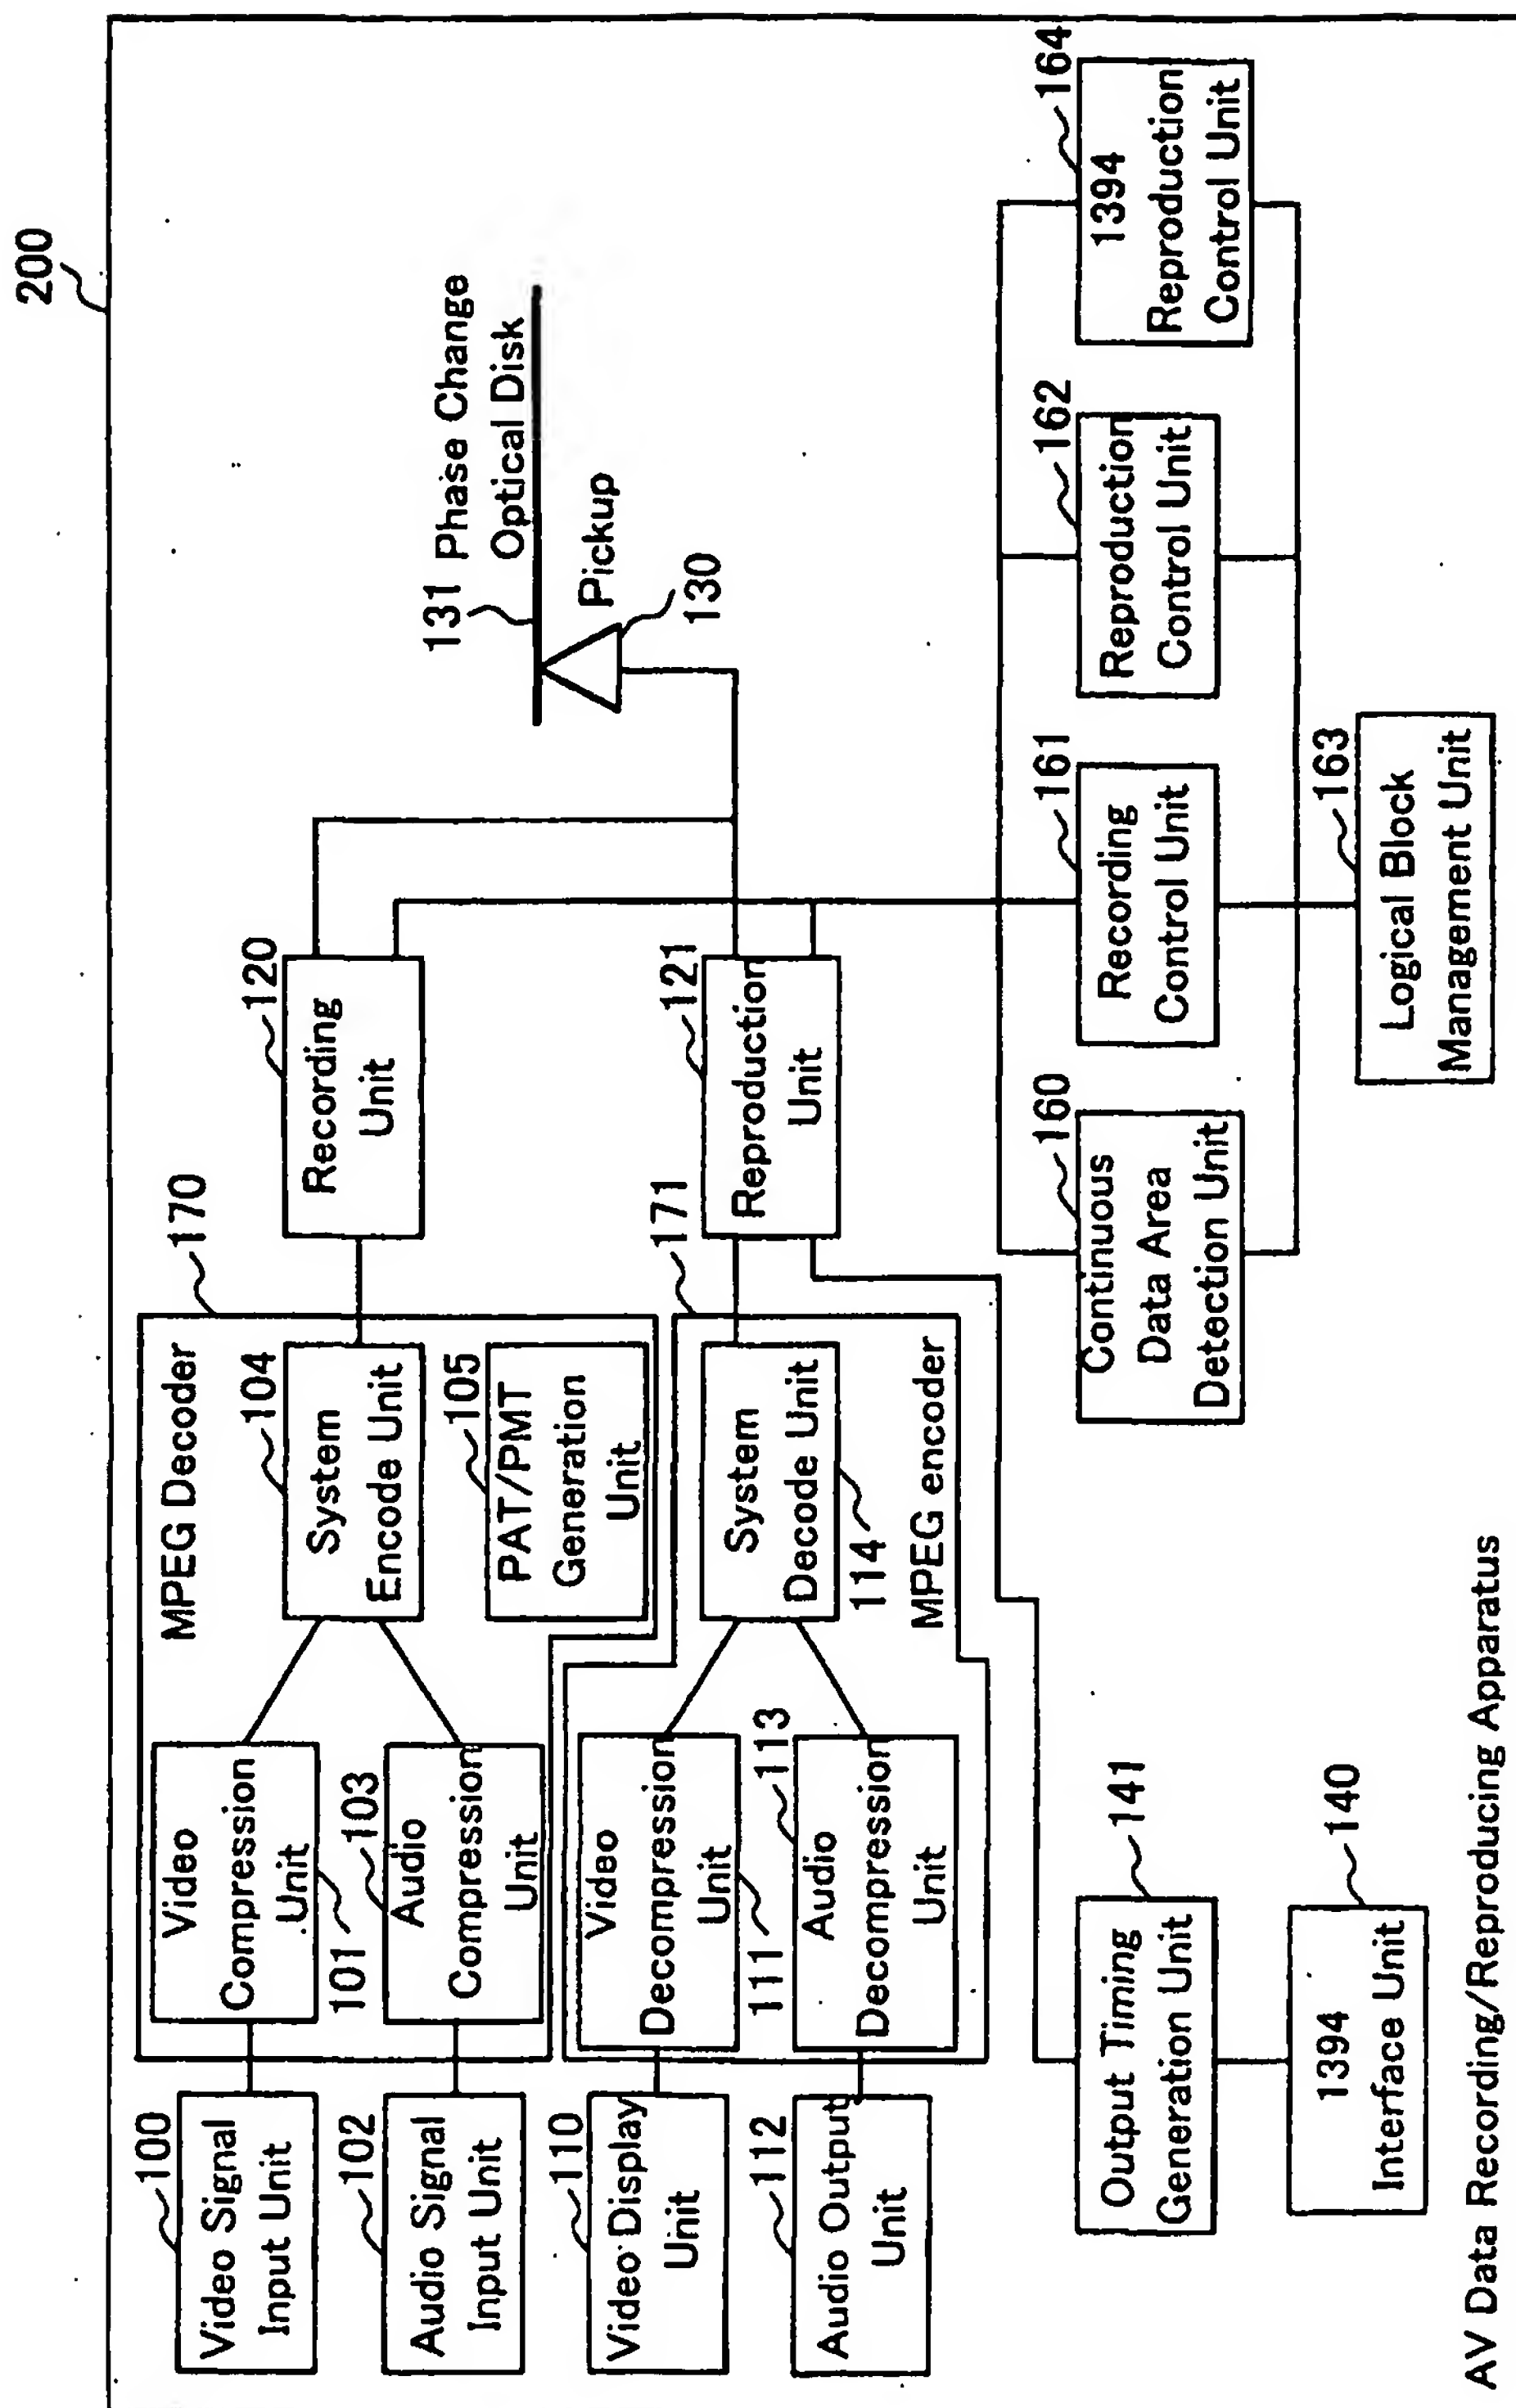 200
100
Video Signal
Input Unit
Video
Compression
Unit
101
MPEG Decoder
170
104
System
Encode Unit
120
Recording
Unit
131 Phase Change
Optical Disk
Pickup
130
102
Audio Signal
Input Unit
103
Audio
Compression
Unit
105
PAT/PMT
Generation
Unit
110
Video Display
Unit
Video
Decompression
Unit
111
171
System
Decode Unit
114
MPEG encoder
121
Reproduction
Unit
112
Audio Output
Unit
113
Audio
Decompression
Unit
160
Continuous
Data Area
Detection Unit
161
Recording
Control Unit
162
Reproduction
Control Unit
164
1394
Reproduction
Control Unit
163
Logical Block
Management Unit
141
Output Timing
Generation Unit
140
1394
Interface Unit
AV Data Recording/Reproducing Apparatus